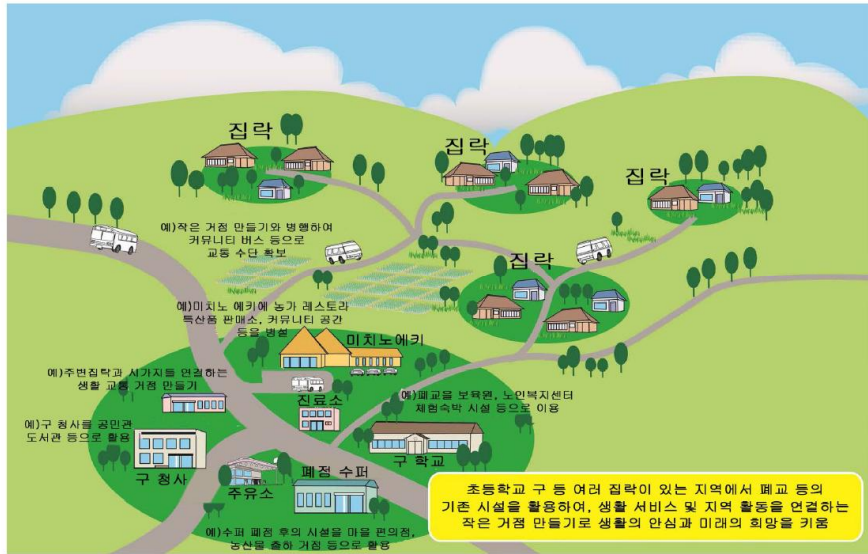 집락
집락
집락
예)작은 거점 만들기와 병행하여
커뮤니티 버스 등으로
교통 수단 확보
집락
예)미치노 에키에 농가 레스토라
특산품 판매소, 커뮤니티 공간
등을 병설
미치노에키
예)주변집락과 시가지를 연결하는
생활 교통 거점 만들기
진료소
예)폐교을 보육원, 노인복지센터
체험숙박 시설 등으로 이용
예)구 청사를 공민관
도서관 등으로 활용
구 학교
구 청사
주유소
폐점 수퍼
예)수퍼 폐점 후의 시설을 마을 편의점,
농산물 출하 거점 등으로 활용
초등학교 구 등 여러 집락이 있는 지역에서 폐교 등의
기존 시설을 활용하여, 생활 서비스 및 지역 활동을 연결하는
작은 거점 만들기로 생활의 안심과 미래의 희망을 키움